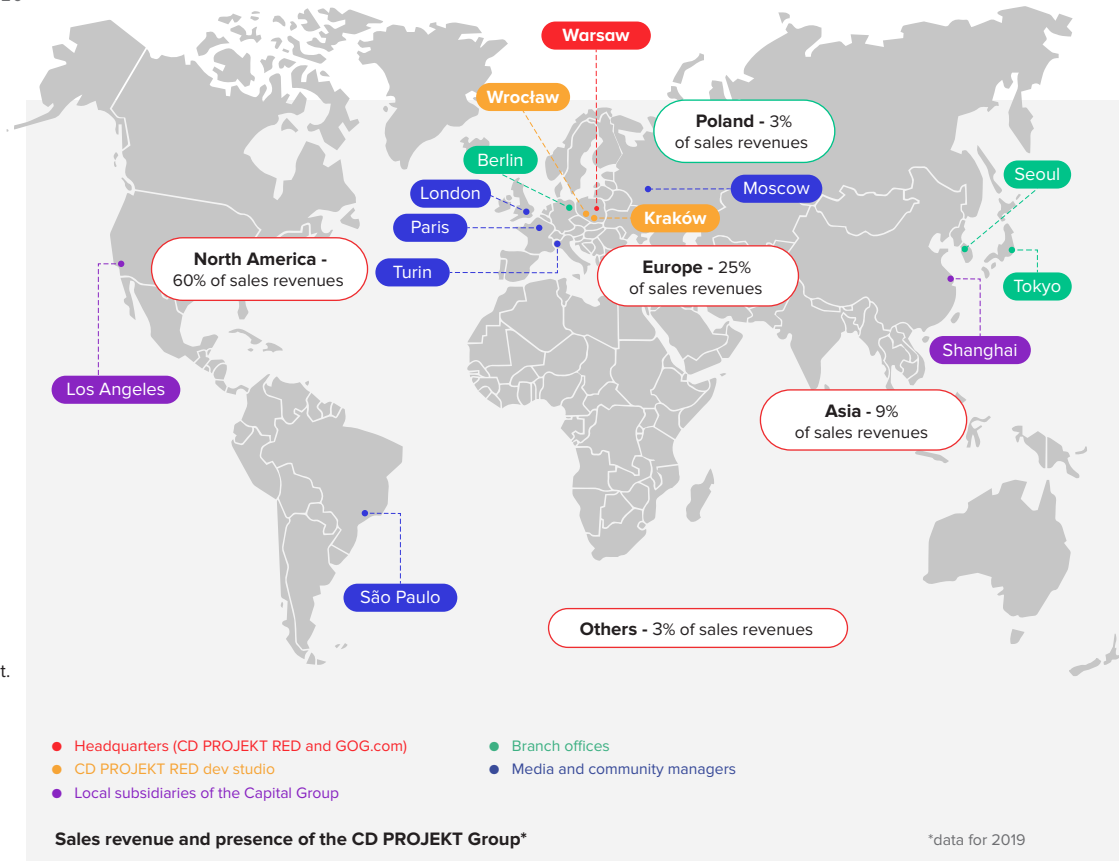 Warsaw
Wrocław
Poland - 3%
of sales revenues
Berlin
Seoul
London
Moscow
Paris
Kraków
North America -
60% of sales revenues
Turin
Europe - 25%
of sales revenues
Tokyo
Shanghai
Los Angeles
Asia - 9%
of sales revenues
São Paulo
Others - 3% of sales revenues
t.
Headquarters (CD PROJEKT RED and GOG.com)
CD PROJEKT RED dev studio
Local subsidiaries of the Capital Group
Branch offices
Media and community managers
Sales revenue and presence of the CD PROJEKT Group*
*data for 2019